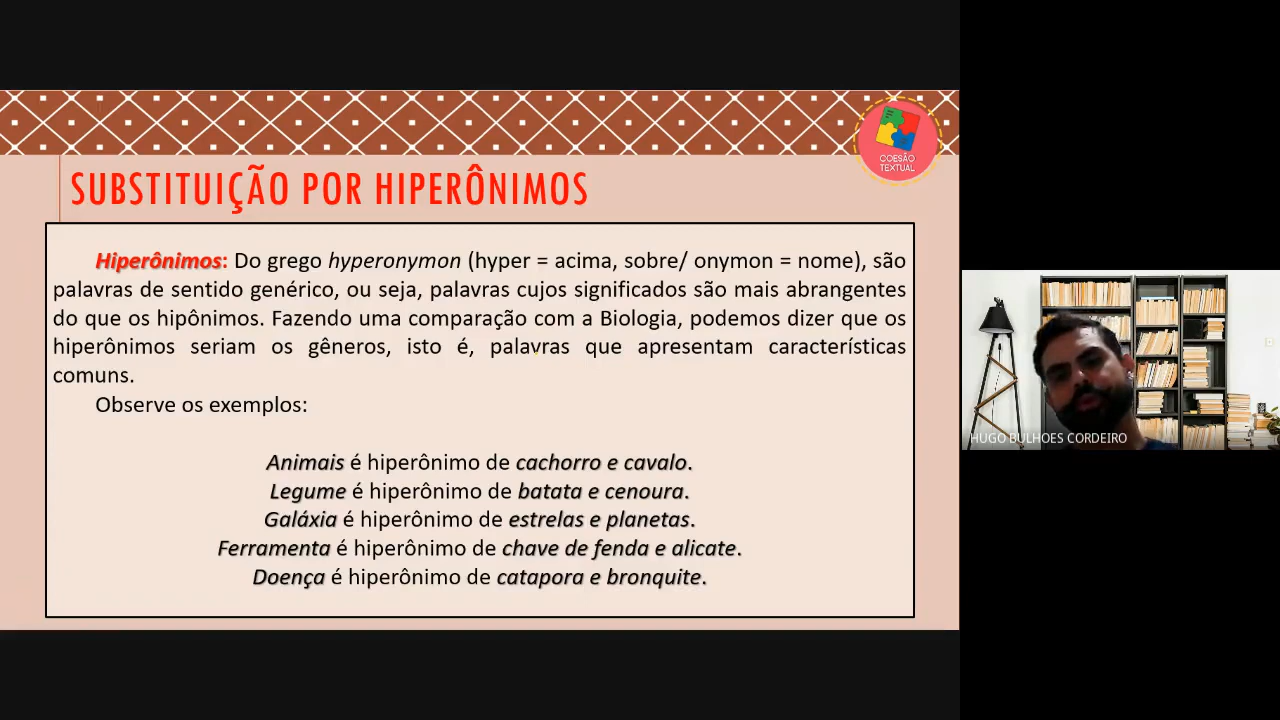 COESÃO
TEXTUAL
SUBSTITUIÇÃO POR HIPERÔNIMOS
Hiperônimos: Do grego hyperonymon (hyper = acima, sobre/ onymon = nome), são
palavras de sentido genérico, ou seja, palavras cujos significados são mais abrangentes
do que os hipônimos. Fazendo uma comparação com a Biologia, podemos dizer que os
hiperônimos seriam os gêneros, isto é, palavras que apresentam características
comuns.
Observe os exemplos:
Animais é hiperônimo de cachorro e cavalo.
Legume é hiperônimo de batata e cenoura.
Galáxia é hiperônimo de estrelas e planetas.
Ferramenta é hiperônimo de chave de fenda e alicate.
Doença é hiperônimo de catapora e bronquite.
HUGO BULHOES CORDEIRO